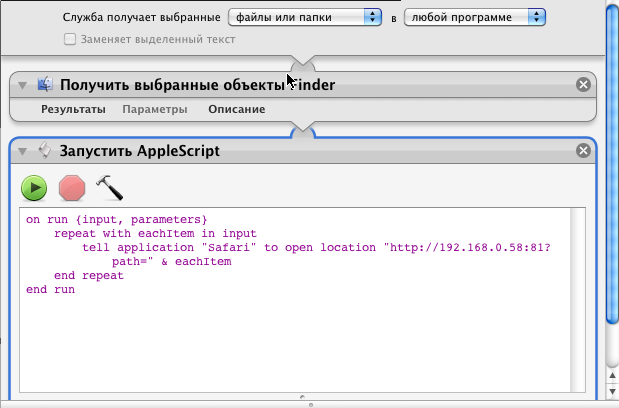 Служба получает выбранные файлы или папки в любой программе
Заменяет выделенный текст
Получить выбранные объекты Finder
Результаты Параметры Описание
Запустить AppleScript
on run {input, parameters}
repeat with eachItem in input
tell application "Safari" to open location "http://192.168.0.58:81?
path=" & eachItem
end repeat
end run